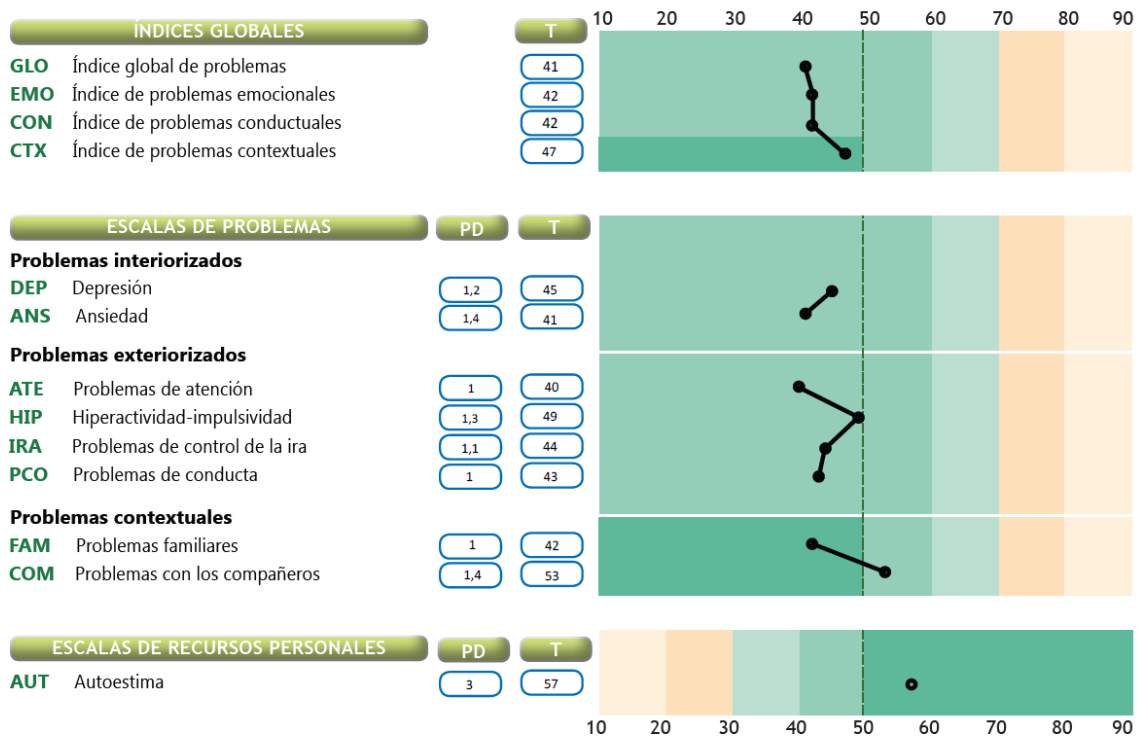 10 20 30 40 50 60 70 80 90
ÍNDICES GLOBALES T
GLO Índice global de problemas 41
EMO Índice de problemas emocionales 42
CON Índice de problemas conductuales 42
CTX Índice de problemas contextuales 47
ESCALAS DE PROBLEMAS PD T
Problemas interiorizados
DEP Depresión 1,2 45
ANS Ansiedad 1,4 41
Problemas exteriorizados
ATE Problemas de atención 1 40
HIP Hiperactividad-impulsividad 1,3 49
IRA Problemas de control de la ira 1,1 44
PCO Problemas de conducta 1 43
Problemas contextuales
FAM Problemas familiares 1 42
COM Problemas con los compañeros 1,4 53
ESCALAS DE RECURSOS PERSONALES PD T
AUT Autoestima 3 57
10 20 30 40 50 60 70 80 90